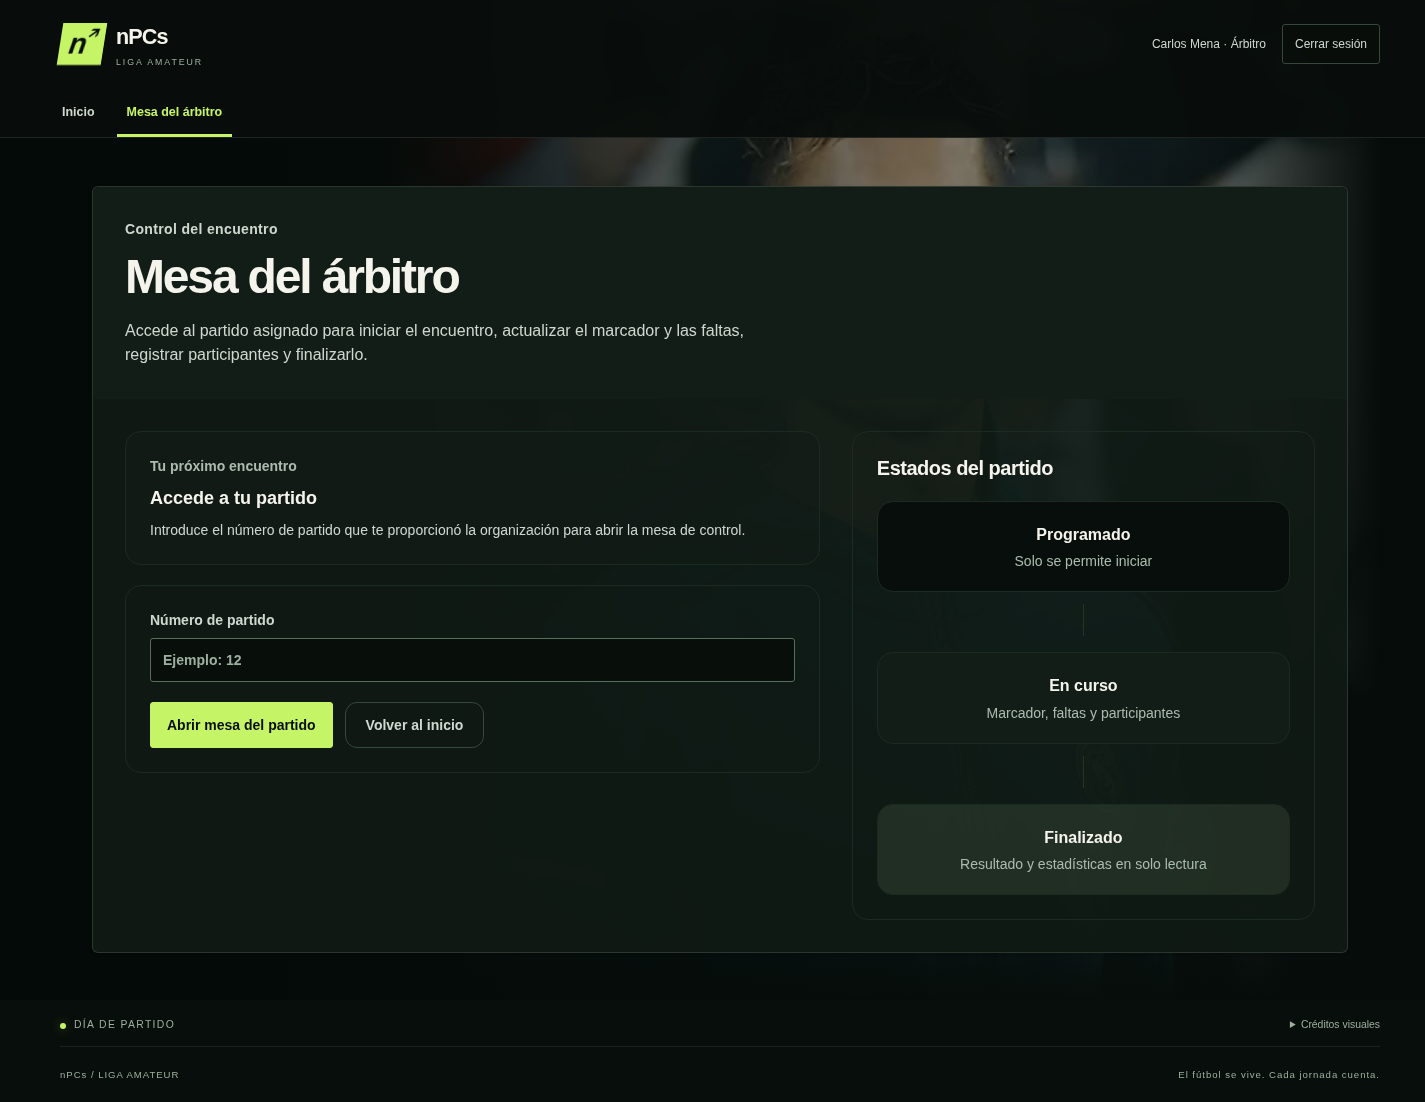 n
nPCs
LIGA AMATEUR
Carlos Mena · Árbitro
Cerrar sesión
Inicio
Mesa del árbitro
Control del encuentro
Mesa del árbitro
Accede al partido asignado para iniciar el encuentro, actualizar el marcador y las faltas,
registrar participantes y finalizarlo.
Tu próximo encuentro
Accede a tu partido
Introduce el número de partido que te proporcionó la organización para abrir la mesa de control.
Número de partido
Ejemplo: 12
Abrir mesa del partido
Volver al inicio
Estados del partido
Programado
Solo se permite iniciar
En curso
Marcador, faltas y participantes
Finalizado
Resultado y estadísticas en solo lectura
DÍA DE PARTIDO
Créditos visuales
nPCs / LIGA AMATEUR
El fútbol se vive. Cada jornada cuenta.